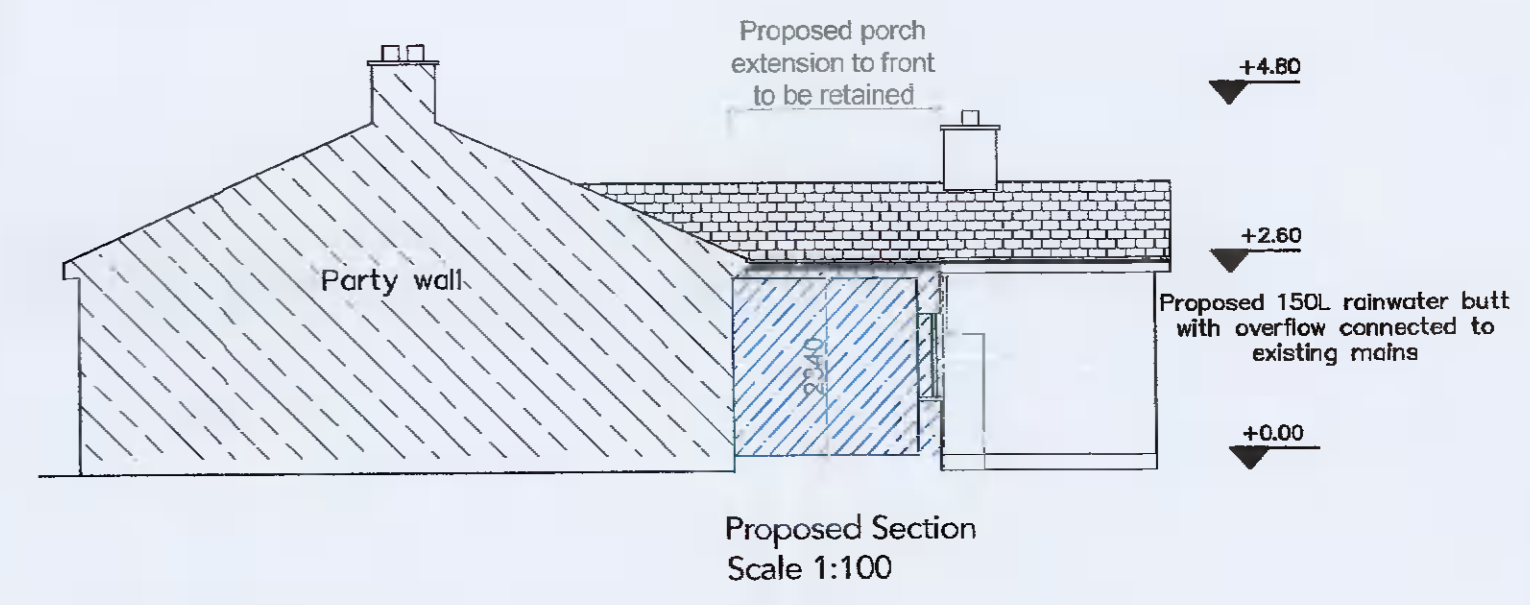 Proposed porch
extension to front
to be retained
+4.80
+2.60
Party wall
Proposed 150L rainwater butt
with overflow connected to
existing mains
2340
+0.00
Proposed Section
Scale 1:100